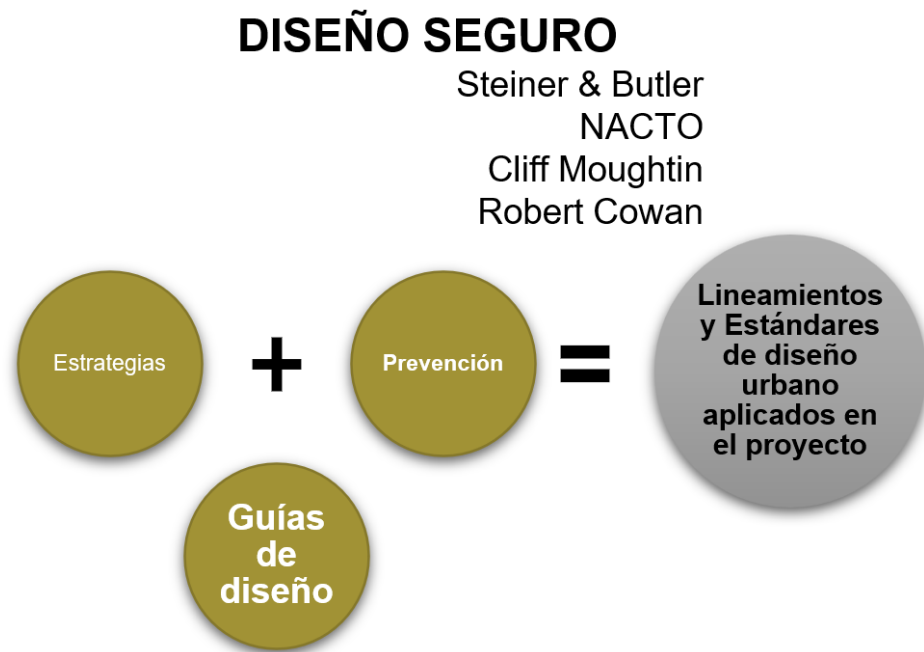 DISEÑO SEGURO
Steiner & Butler
NACTO
Cliff Moughtin
Robert Cowan
Estrategias
+
Prevención
=
Lineamientos
y Estándares
de diseño
urbano
aplicados en
el proyecto
Guías
de
diseño